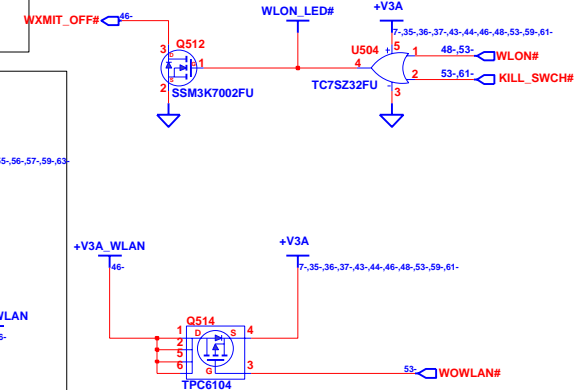 WLON_LED#
+V3A
WXMIT_OFF#
46-
7-,35-,36-,37-,43-,44-,46-,48-,53-,59-,61-
Q512
3
1
2
SSM3K7002FU
U504
5
4
1
2
3
TC7SZ32FU
48-,53-
WLON#
53-,61-
KILL_SWCH#
5-,56-,57-,59-,63-
+V3A_WLAN
46-
+V3A
7-,35-,36-,37-,43-,44-,46-,48-,53-,59-,61-
WLAN
6-
Q514
1
2
5
6
D
S
G
4
3
TPC6104
53-
WOWLAN#